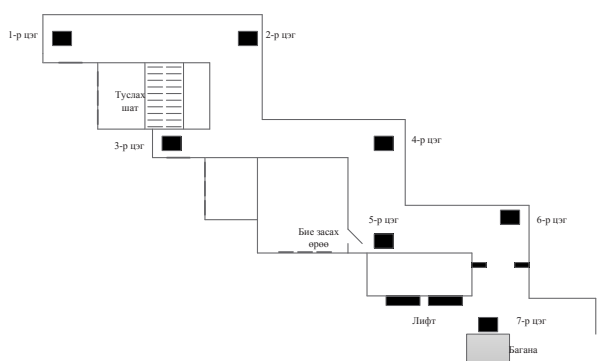 1-р цэг
2-р цэг
Туслах
шат
3-р цэг
4-р цэг
5-р цэг
6-р цэг
Бие засах
өрөө
Лифт
7-р цэг
Багана